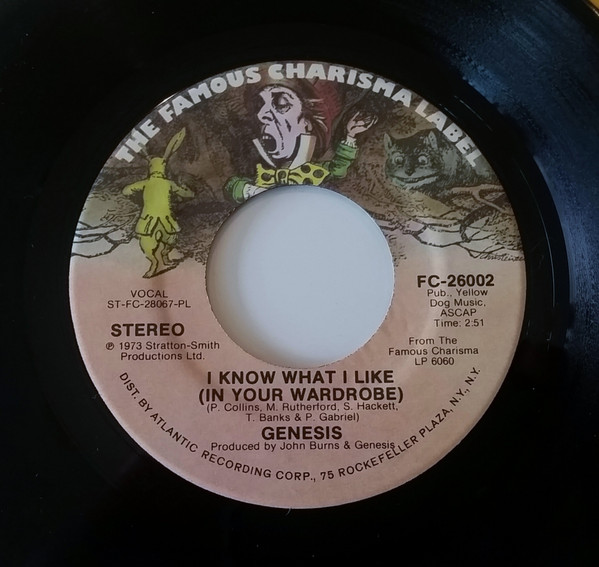 THE FAMOUS CHARISMA LABEL
VOCAL
ST-FC-28067-PL
STEREO
℗ 1973 Stratton-Smith
Productions Ltd.
FC-26002
Pub., Yellow
Dog Music,
ASCAP
Time: 2:51
From The
Famous Charisma
LP 6060
I KNOW WHAT I LIKE
(IN YOUR WARDROBE)
(P. Collins, M. Rutherford, S. Hackett,
T. Banks & P. Gabriel)
GENESIS
Produced by John Burns & Genesis
DIST. BY ATLANTIC RECORDING CORP., 75 ROCKEFELLER PLAZA, N.Y., N.Y.